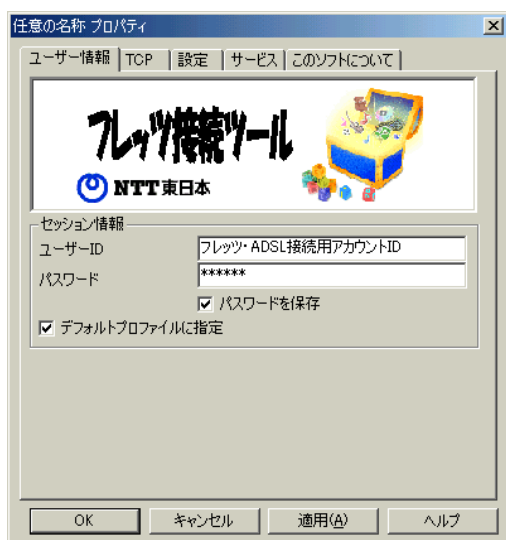 任意の名称 プロパティ
ユーザー情報 TCP 設定 サービス このソフトについて
フレッツ接続ツール
NTT東日本
セッション情報
ユーザーID フレッツ・ADSL接続用アカウントID
パスワード ******
パスワードを保存
デフォルトプロファイルに指定
OK キャンセル 適用(A) ヘルプ